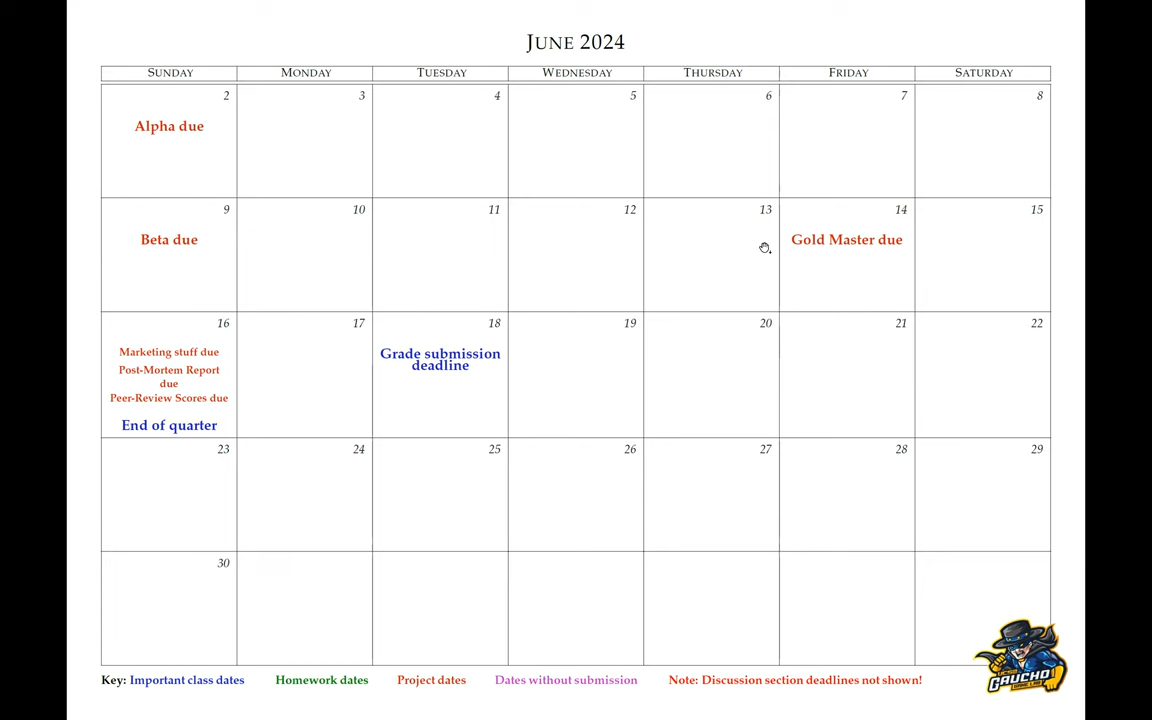 JUNE 2024
SUNDAY MONDAY TUESDAY WEDNESDAY THURSDAY FRIDAY SATURDAY
2 3 4 5 6 7 8
Alpha due
9 10 11 12 13 14 15
Beta due
Gold Master due
16 17 18 19 20 21 22
Marketing stuff due
Post-Mortem Report
due
Peer-Review Scores due
End of quarter
Grade submission
deadline
23 24 25 26 27 28 29
30
Key: Important class dates Homework dates Project dates Dates without submission Note: Discussion section deadlines not shown!
GAUCHO